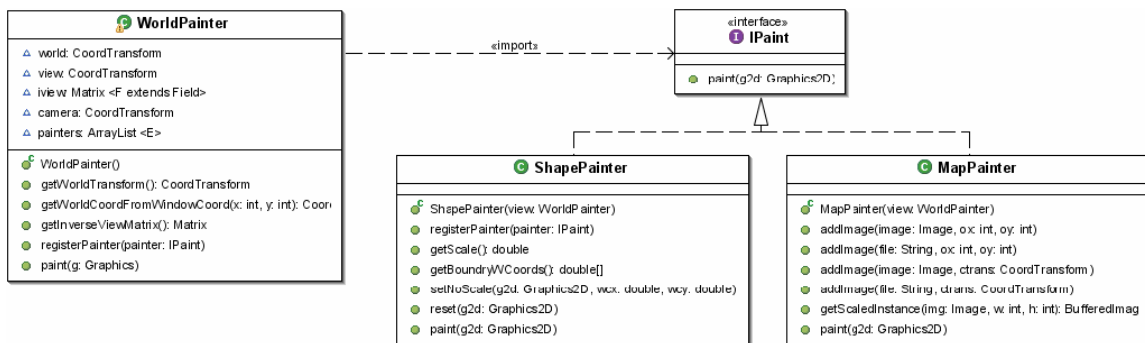 WorldPainter
world: CoordTransform
view: CoordTransform
iview: Matrix <F extends Field>
camera: CoordTransform
painters: ArrayList <E>
C WorldPainter()
getWorldTransform(): CoordTransform
getWorldCoordFromWindowCoord(x: int, y: int): Coor
getInverseViewMatrix(): Matrix
registerPainter(painter: IPaint)
paint(g: Graphics)
«import»
«interface»
I IPaint
paint(g2d: Graphics2D)
C ShapePainter
C ShapePainter(view: WorldPainter)
registerPainter(painter: IPaint)
getScale(): double
getBoundryWCoords(): double[]
setNoScale(g2d: Graphics2D, wcx: double, wcy: double)
reset(g2d: Graphics2D)
paint(g2d: Graphics2D)
C MapPainter
C MapPainter(view: WorldPainter)
addImage(image: Image, ox: int, oy: int)
addImage(file: String, ox: int, oy: int)
addImage(image: Image, ctrans: CoordTransform)
addImage(file: String, ctrans: CoordTransform)
getScaledInstance(img: Image, w: int, h: int): BufferedImag
paint(g2d: Graphics2D)